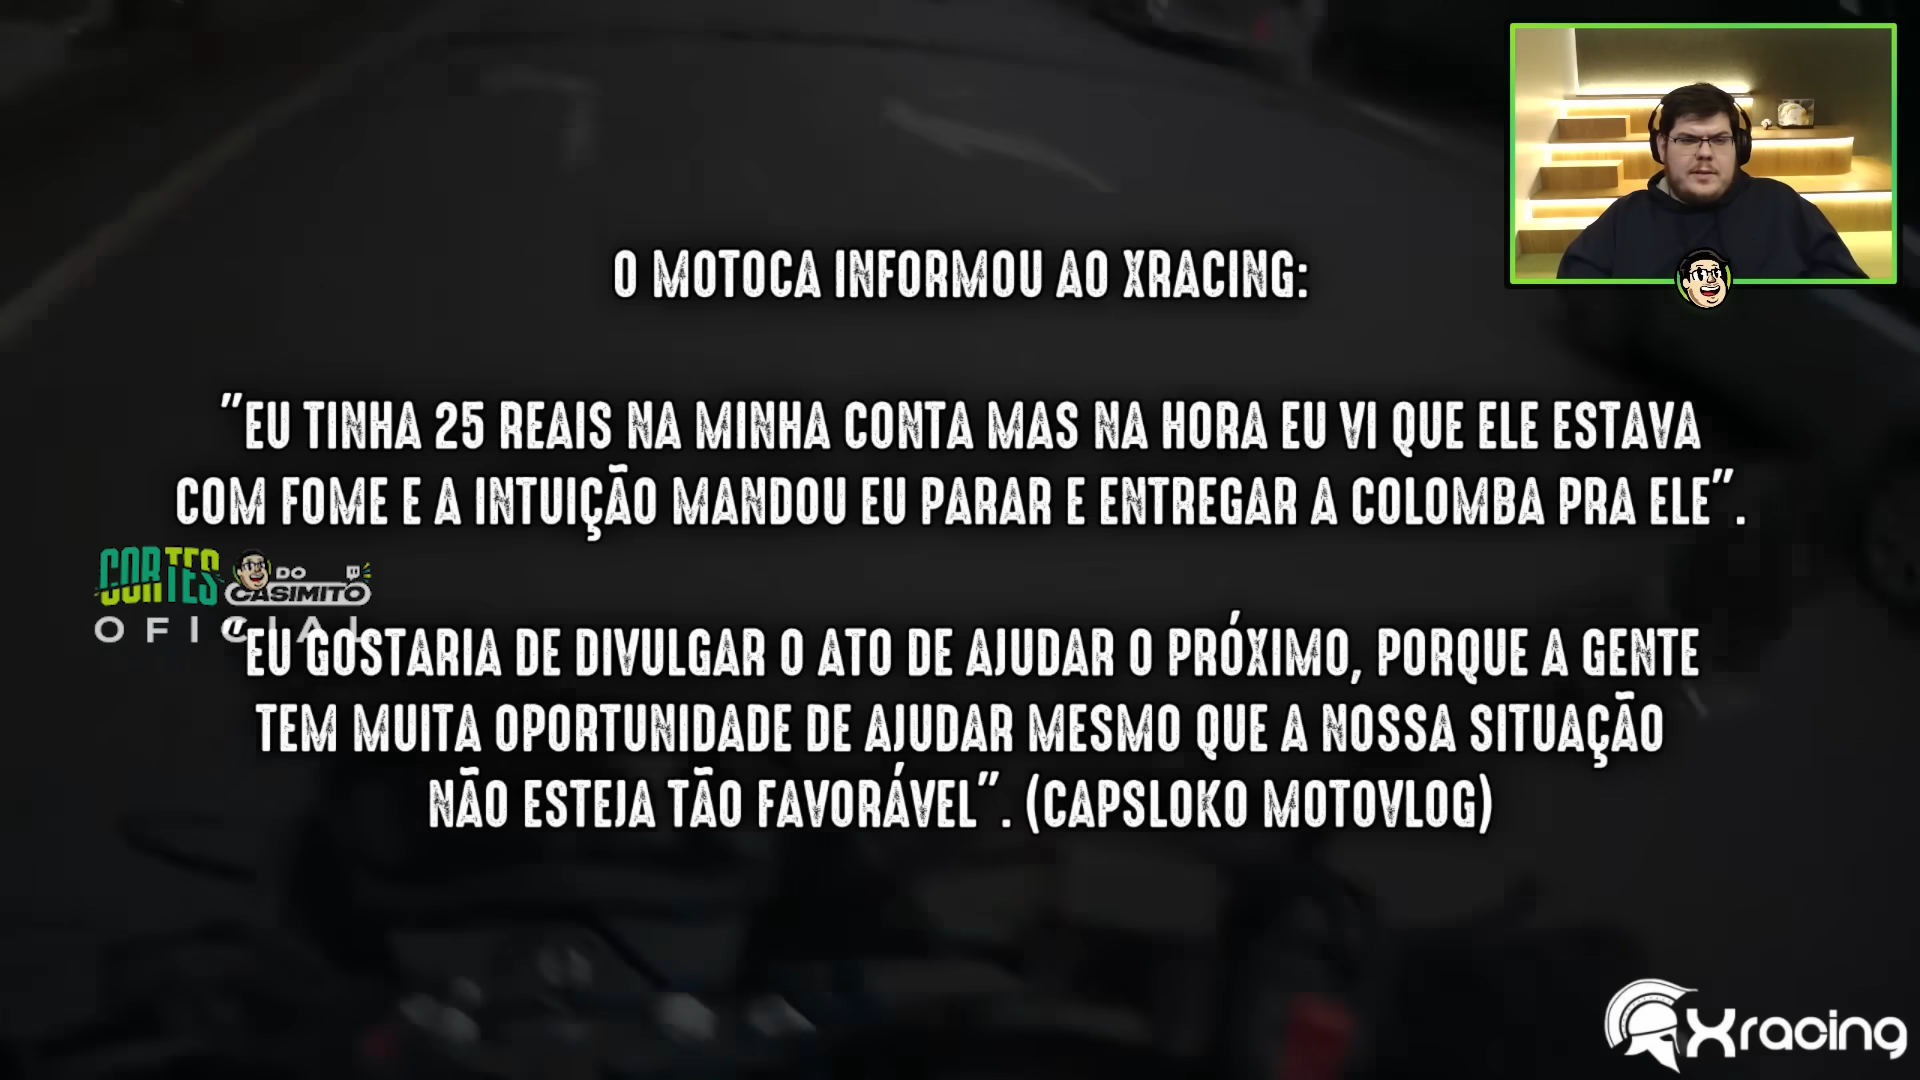 O MOTOCA INFORMOU AO XRACING:
"EU TINHA 25 REAIS NA MINHA CONTA MAS NA HORA EU VI QUE ELE ESTAVA
COM FOME E A INTUIÇÃO MANDOU EU PARAR E ENTREGAR A COLOMBA PRA ELE".
CORTES DO CASIMITO
OFICIAL
"EU GOSTARIA DE DIVULGAR O ATO DE AJUDAR O PRÓXIMO, PORQUE A GENTE
TEM MUITA OPORTUNIDADE DE AJUDAR MESMO QUE A NOSSA SITUAÇÃO
NÃO ESTEJA TÃO FAVORÁVEL". (CAPSLOKO MOTOVLOG)
Xracing